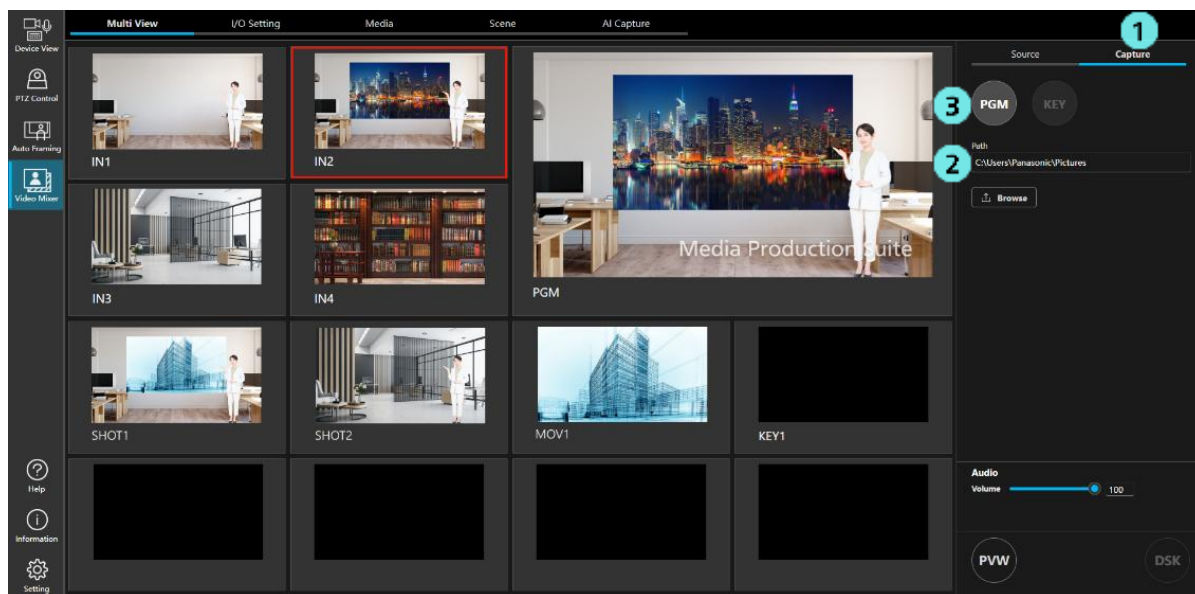 Device View
PTZ Control
Auto Framing
Video Mixer
Help
Information
Setting
Multi View
I/O Setting
Media
Scene
AI Capture
IN1
IN2
Media Production Suite
PGM
IN3
IN4
SHOT1
SHOT2
MOV1
KEY1
1
Source
Capture
3
PGM
KEY
Path
2
C:\Users\Panasonic\Pictures
Browse
Audio
Volume
100
PVW
DSK